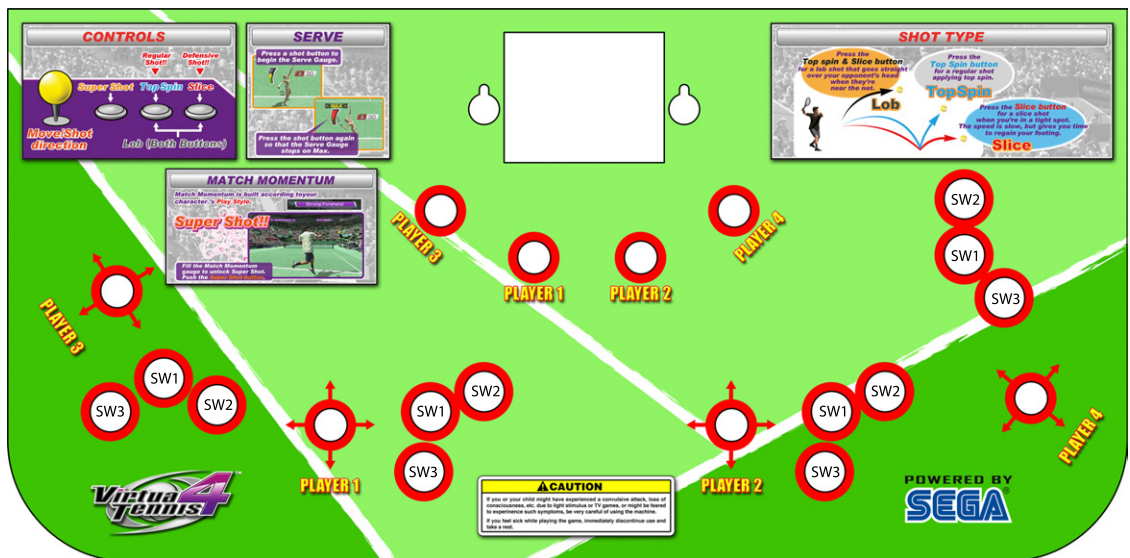 CONTROLS
Regular
Shot!!
Defensive
Shot!!
Super Shot
TopSpin
Slice
Move/Shot
direction
Lob (Both Buttons)
SERVE
Press a shot button to
begin the Serve Gauge.
MAX
Press the shot button again
so that the Serve Gauge
stops on Max.
MATCH MOMENTUM
Match Momentum is built according toyour
character,'s Play Style.
Strong Forehand
Super Shot!!
Fill the Match Momentum
gauge to unlock Super Shot.
Push the Super Shot button.
SHOT TYPE
Press the
Top spin & Slice button
for a lob shot that goes straight
over your opponent's head
when they're
near the net.
Press the
Top Spin button
for a regular shot
applying top spin.
Lob
TopSpin
Press the Slice button
for a slice shot
when you're in a tight spot.
The speed is slow, but gives you time
to regain your footing.
Slice
PLAYER 3
PLAYER 4
PLAYER 1
PLAYER 2
SW2
SW1
SW3
PLAYER 3
SW1
SW3
SW2
PLAYER 1
SW1
SW2
SW3
PLAYER 2
SW1
SW2
SW3
PLAYER 4
Virtua
Tennis 4
TM
CAUTION
If you or your child might have experienced a convulsive attack, loss of
consciousness, etc. due to light stimulus or TV games, or might be feared
to experience such symptoms, be very careful of using the machine.
If you feel sick while playing the game, immediately discontinue use and
take a rest.
POWERED BY
SEGA®